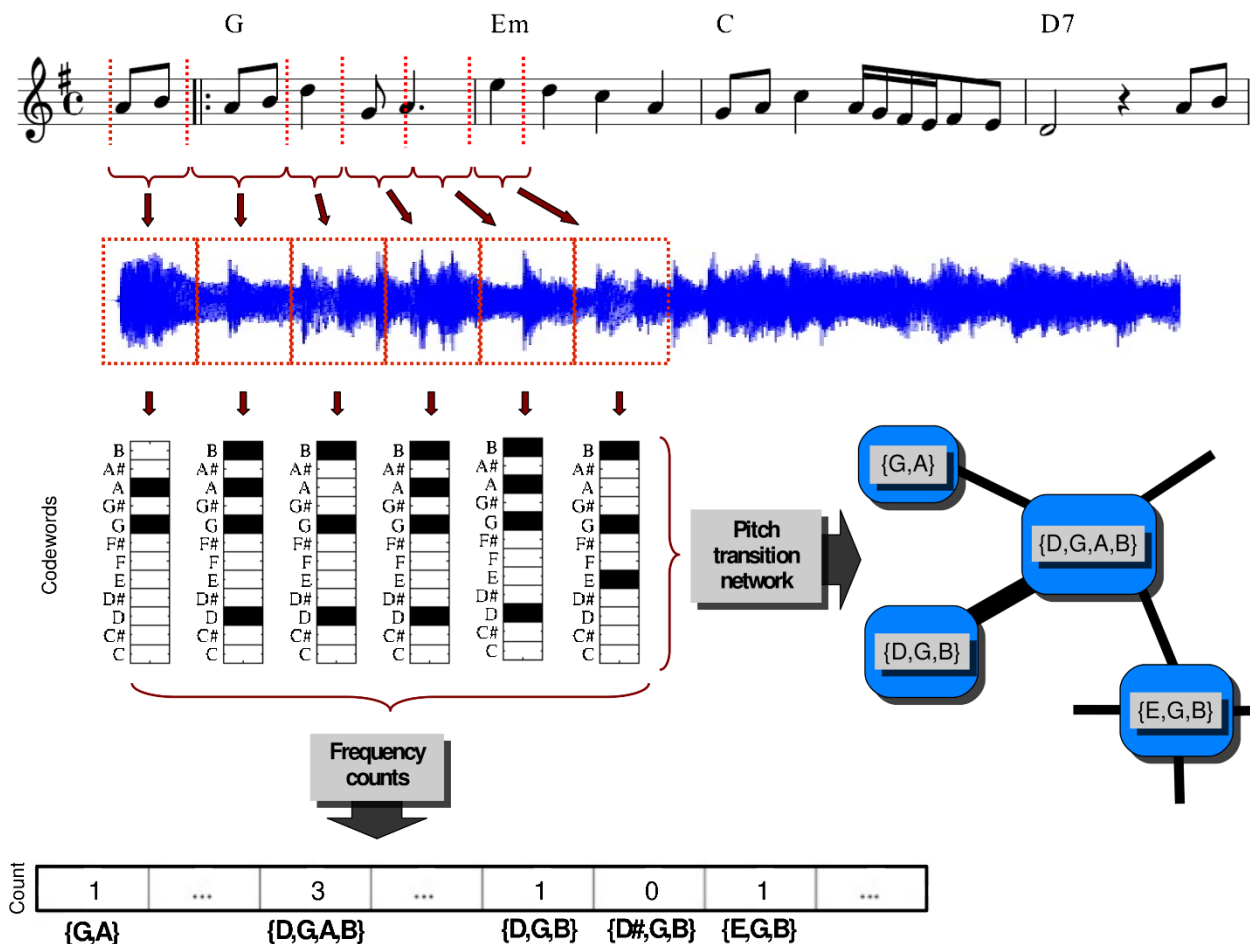 G Em C D7
Codewords
B B B B B B
A# A# A# A# A# A#
A A A A A A
G# G# G# G# G# G#
G G G G G G
F# F# F# F# F# F#
F F F F F F
E E E E E E
D# D# D# D# D# D#
D D D D D D
C# C# C# C# C# C#
C C C C C C
Pitch
transition
network
{G,A}
{D,G,A,B}
{D,G,B}
{E,G,B}
Frequency
counts
Count
1 ... 3 ... 1 0 1 ...
{G,A} {D,G,A,B} {D,G,B} {D#,G,B} {E,G,B}